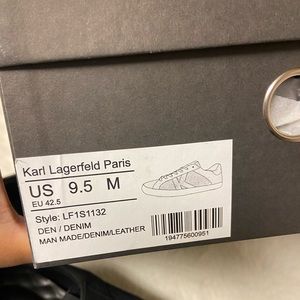 Karl Lagerfeld Paris
US 9.5 M
EU 42.5
Style: LF1S1132
DEN / DENIM
MAN MADE/DENIM/LEATHER
194775600951